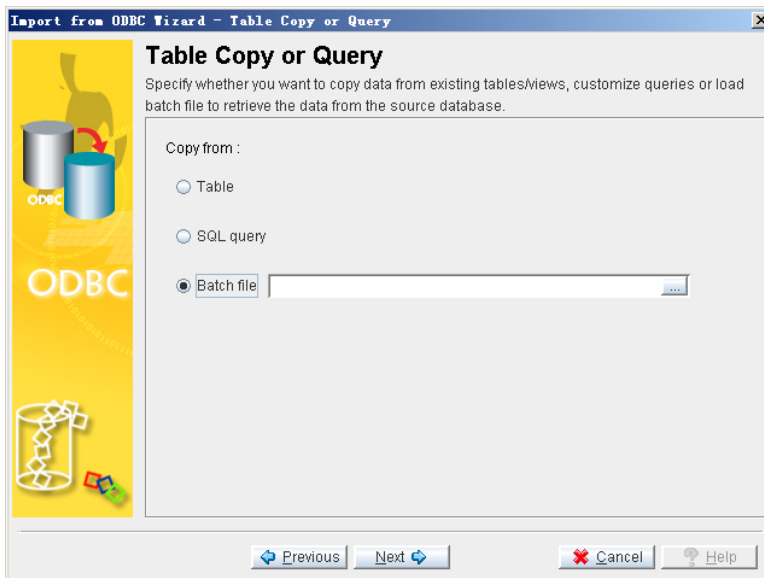 Import from ODBC Wizard - Table Copy or Query
Table Copy or Query
Specify whether you want to copy data from existing tables/views, customize queries or load
batch file to retrieve the data from the source database.
Copy from :
Table
SQL query
Batch file
...
ODBC
ODBC
Previous
Next
Cancel
Help